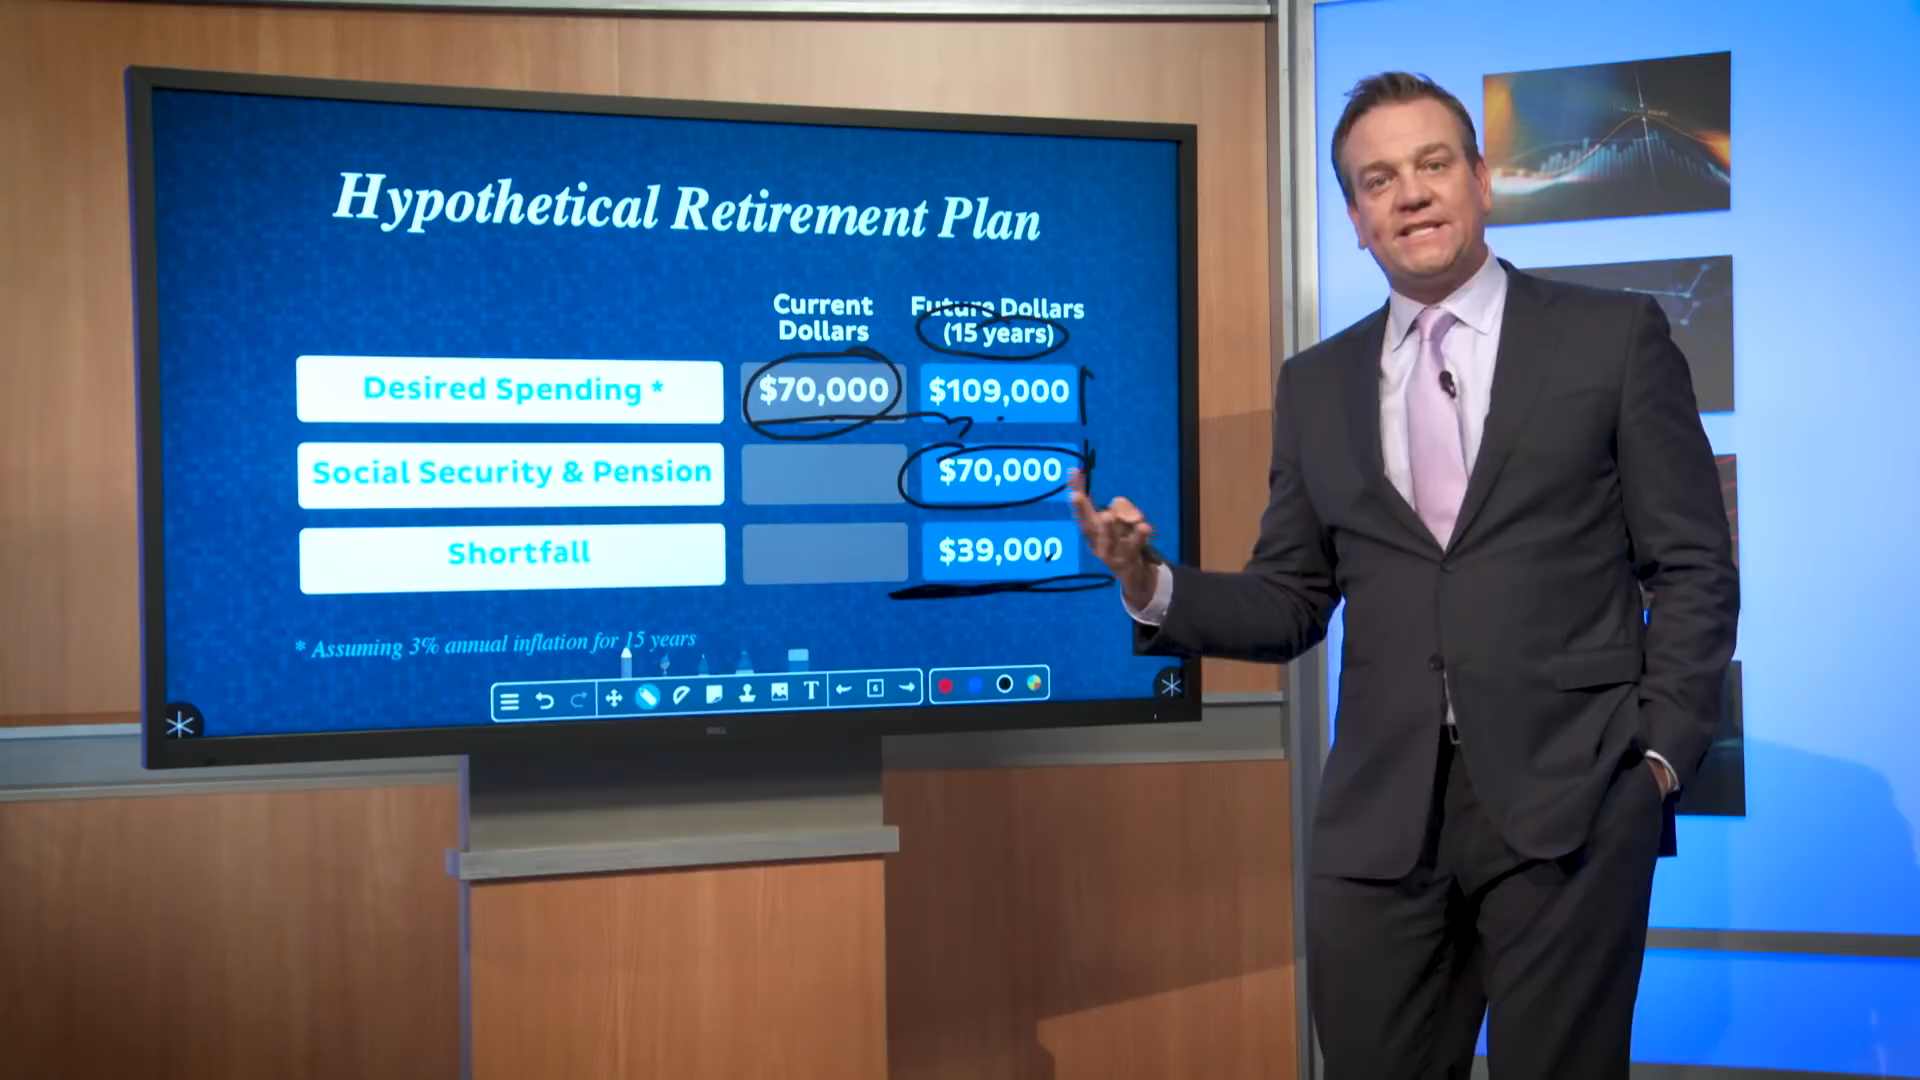 Hypothetical Retirement Plan
Current
Dollars
Future Dollars
(15 years)
Desired Spending *
$70,000
$109,000
Social Security & Pension
$70,000
Shortfall
$39,000
* Assuming 3% annual inflation for 15 years
T
6